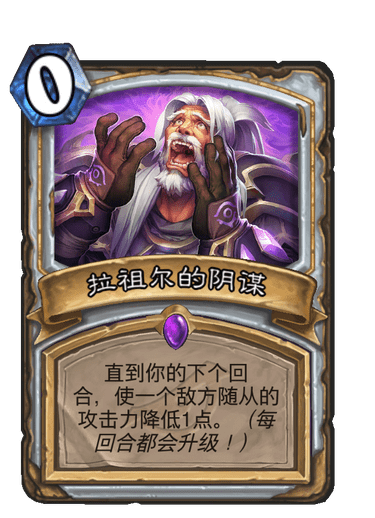 0
拉祖尔的阴谋
直到你的下个回
合，使一个敌方随从的
攻击力降低1点。（每
回合都会升级！）